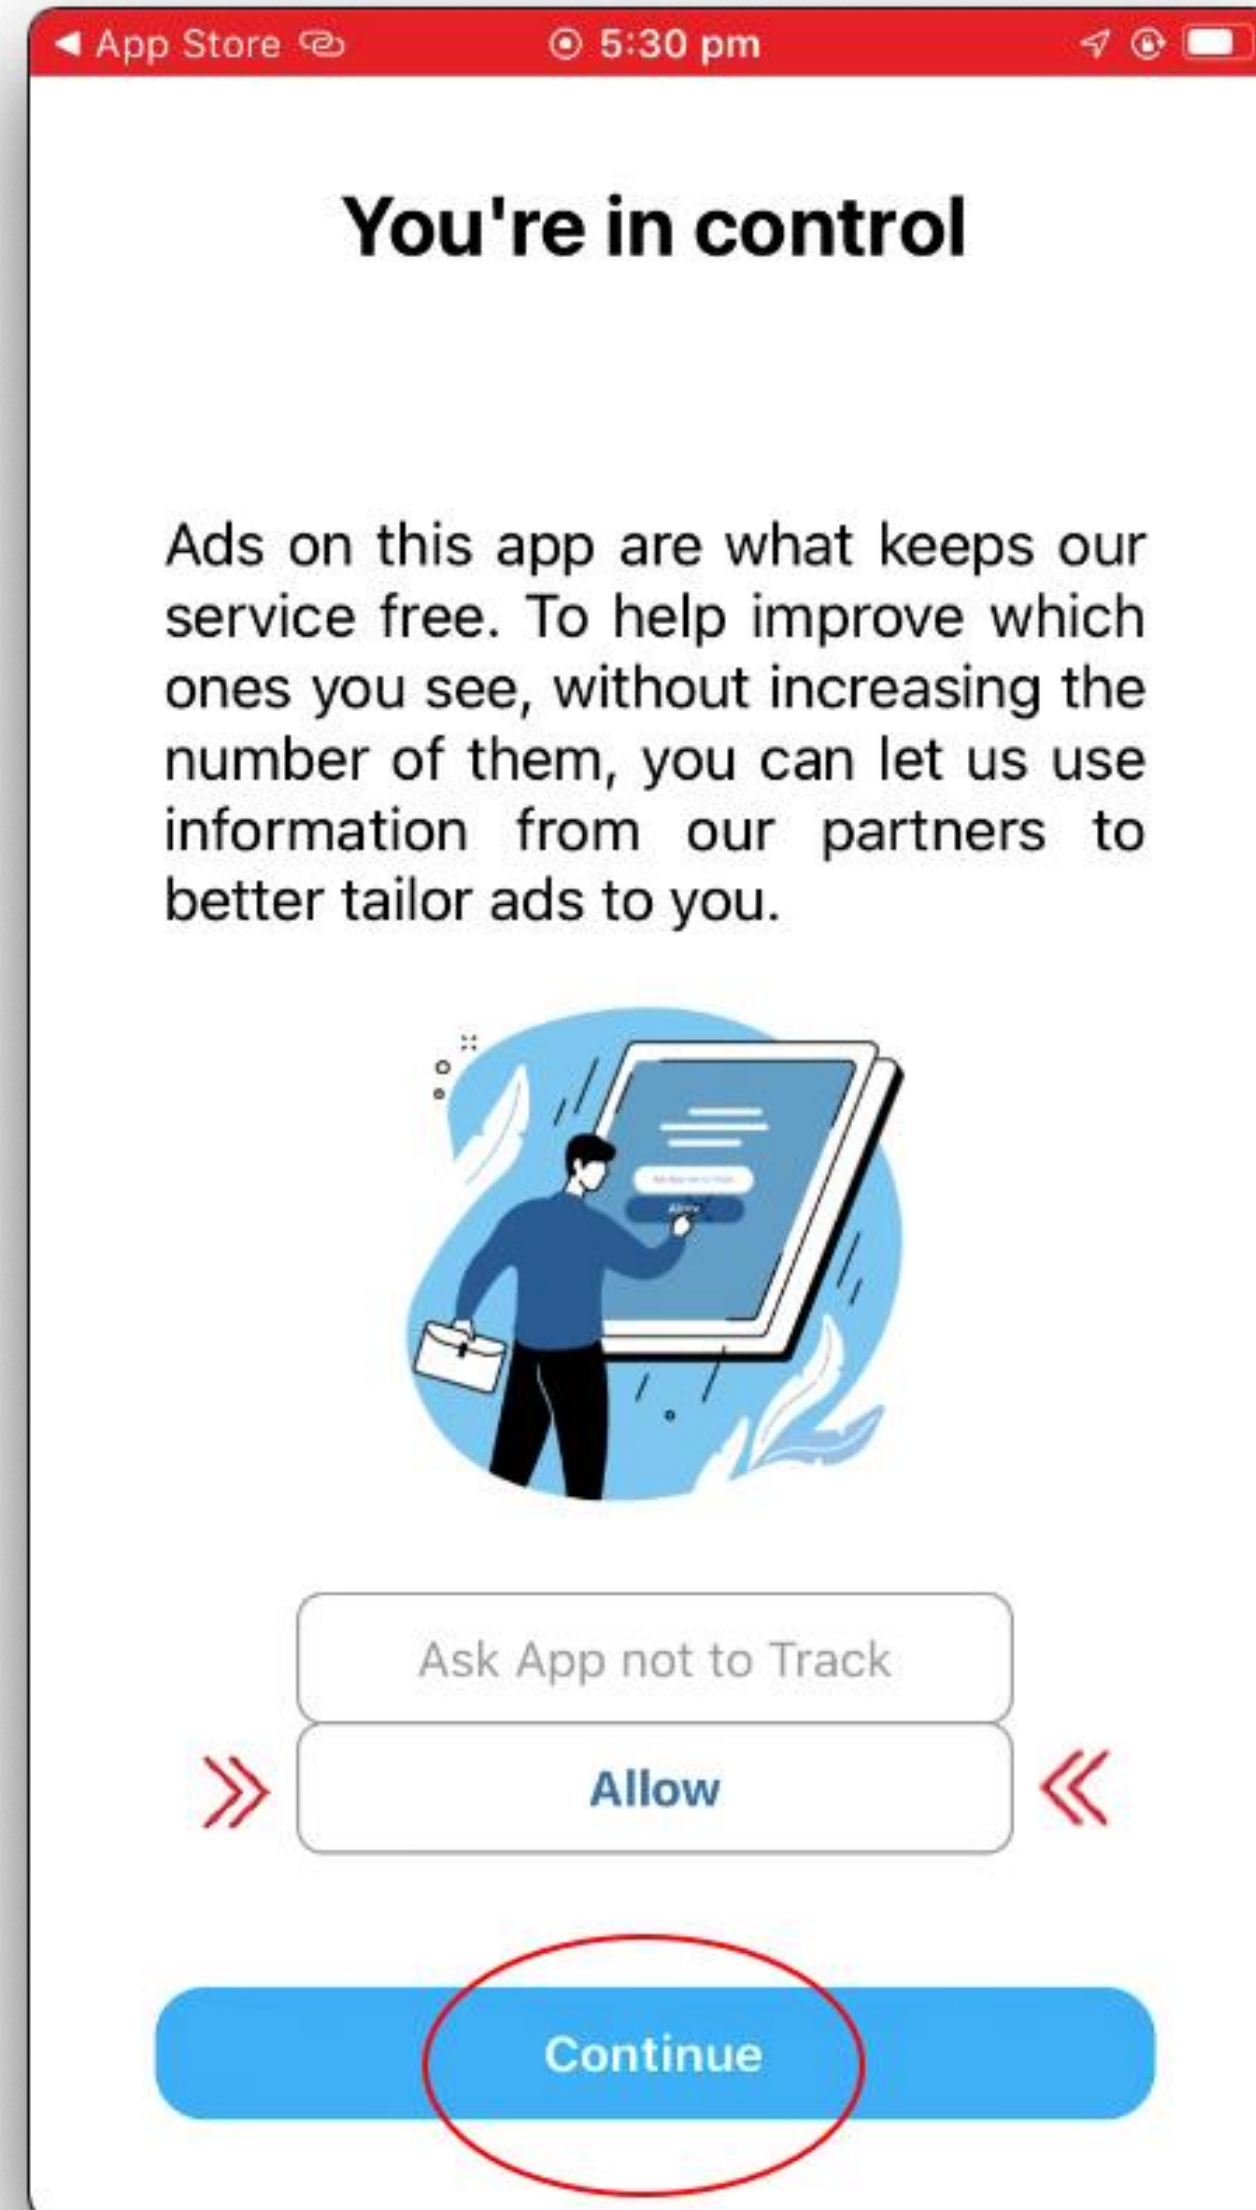 App Store
5:30 pm
You're in control
Ads on this app are what keeps our
service free. To help improve which
ones you see, without increasing the
number of them, you can let us use
information from our partners to
better tailor ads to you.
Allow
Ask App not to Track
Allow
Continue